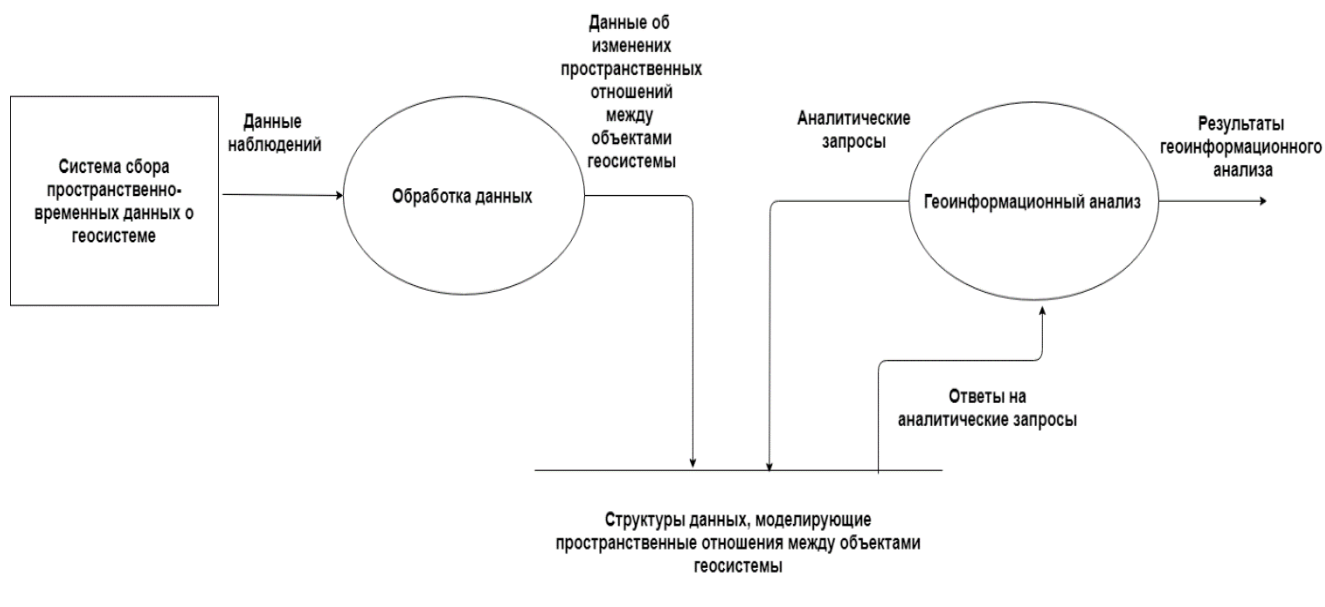 Система сбора
пространственно-
временных данных о
геосистеме
Данные
наблюдений
Обработка данных
Данные об
изменех
пространственных
отношений
между
объектами
геосистемы
Аналитические
запросы
Геоинформационный анализ
Результаты
геоинформационного
анализа
Ответы на
аналитические запросы
Структуры данных, моделирующие
пространственные отношения между объектами
геосистемы